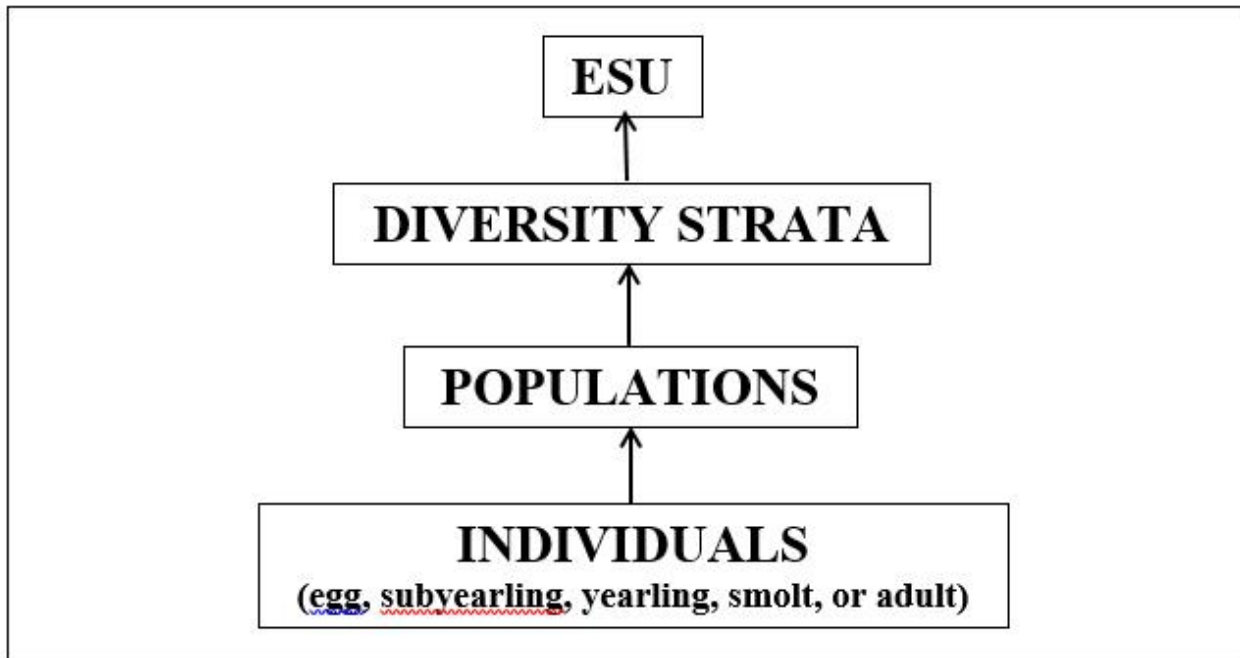 ESU
DIVERSITY STRATA
POPULATIONS
INDIVIDUALS
(egg, subyearling, yearling, smolt, or adult)